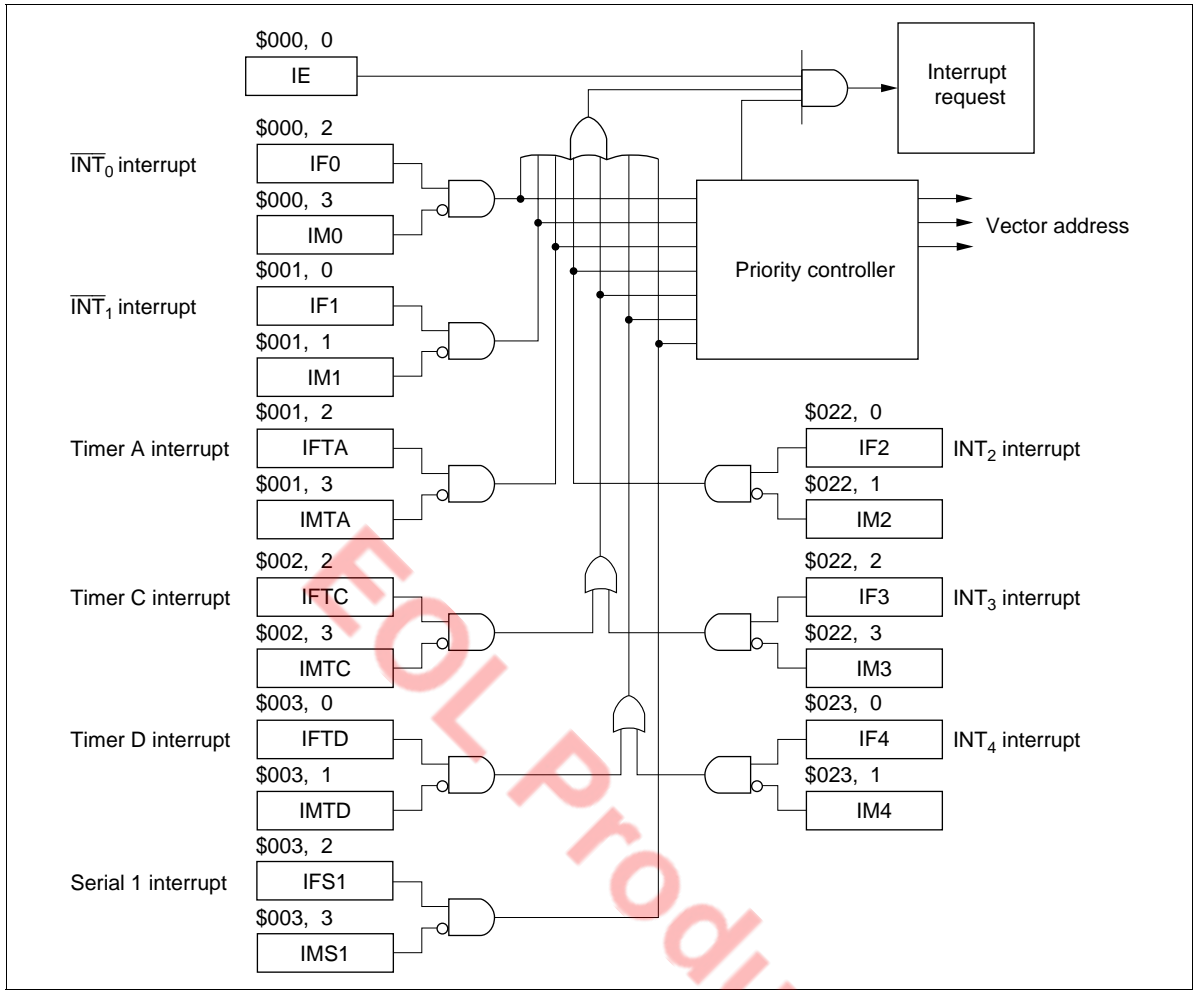 $000, 0
IE
Interrupt
request
$000, 2
INT0 interrupt
IF0
$000, 3
IM0
Vector address
Priority controller
$001, 0
INT1 interrupt
IF1
$001, 1
IM1
$001, 2
Timer A interrupt
IFTA
$001, 3
IMTA
$022, 0
IF2
INT2 interrupt
$022, 1
IM2
$002, 2
Timer C interrupt
IFTC
$002, 3
IMTC
$022, 2
IF3
INT3 interrupt
$022, 3
IM3
$003, 0
Timer D interrupt
IFTD
$003, 1
IMTD
$023, 0
IF4
INT4 interrupt
$023, 1
IM4
$003, 2
Serial 1 interrupt
IFS1
$003, 3
IMS1
EOL